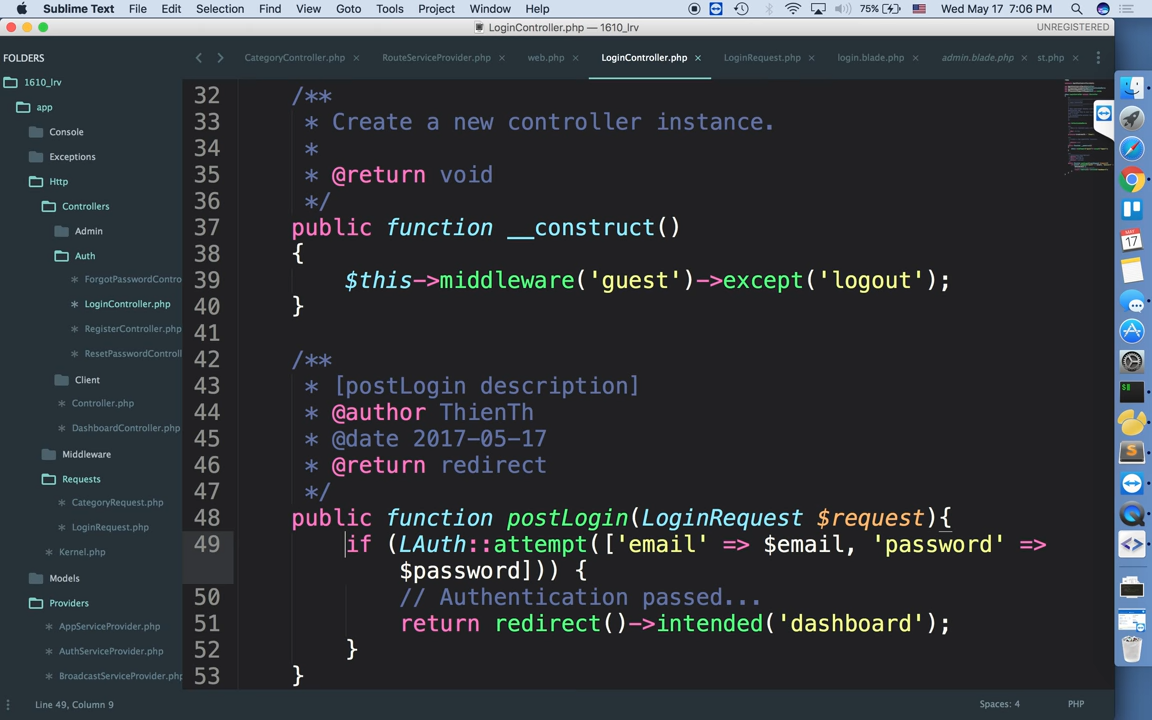 Sublime Text File Edit Selection Find View Goto Tools Project Window Help 75% Wed May 17 7:06 PM
LoginController.php — 1610_lrv UNREGISTERED
FOLDERS
CategoryController.php × RouteServiceProvider.php × web.php × LoginController.php × LoginRequest.php × login.blade.php × admin.blade.php × st.php ×
1610_lrv
app
Console
Exceptions
Http
Controllers
Admin
Auth
ForgotPasswordContro
LoginController.php
RegisterController.php
ResetPasswordControll
Client
Controller.php
DashboardController.php
Middleware
Requests
CategoryRequest.php
LoginRequest.php
Kernel.php
Models
Providers
AppServiceProvider.php
AuthServiceProvider.php
BroadcastServiceProvider.php
32 /**
33 * Create a new controller instance.
34 *
35 * @return void
36 */
37 public function __construct()
38 {
39 $this->middleware('guest')->except('logout');
40 }
41
42 /**
43 * [postLogin description]
44 * @author ThienTh
45 * @date 2017-05-17
46 * @return redirect
47 */
48 public function postLogin(LoginRequest $request){
49 if (LAuth::attempt(['email' => $email, 'password' =>
$password])) {
50 // Authentication passed...
51 return redirect()->intended('dashboard');
52 }
53 }
17
Line 49, Column 9 Spaces: 4 PHP